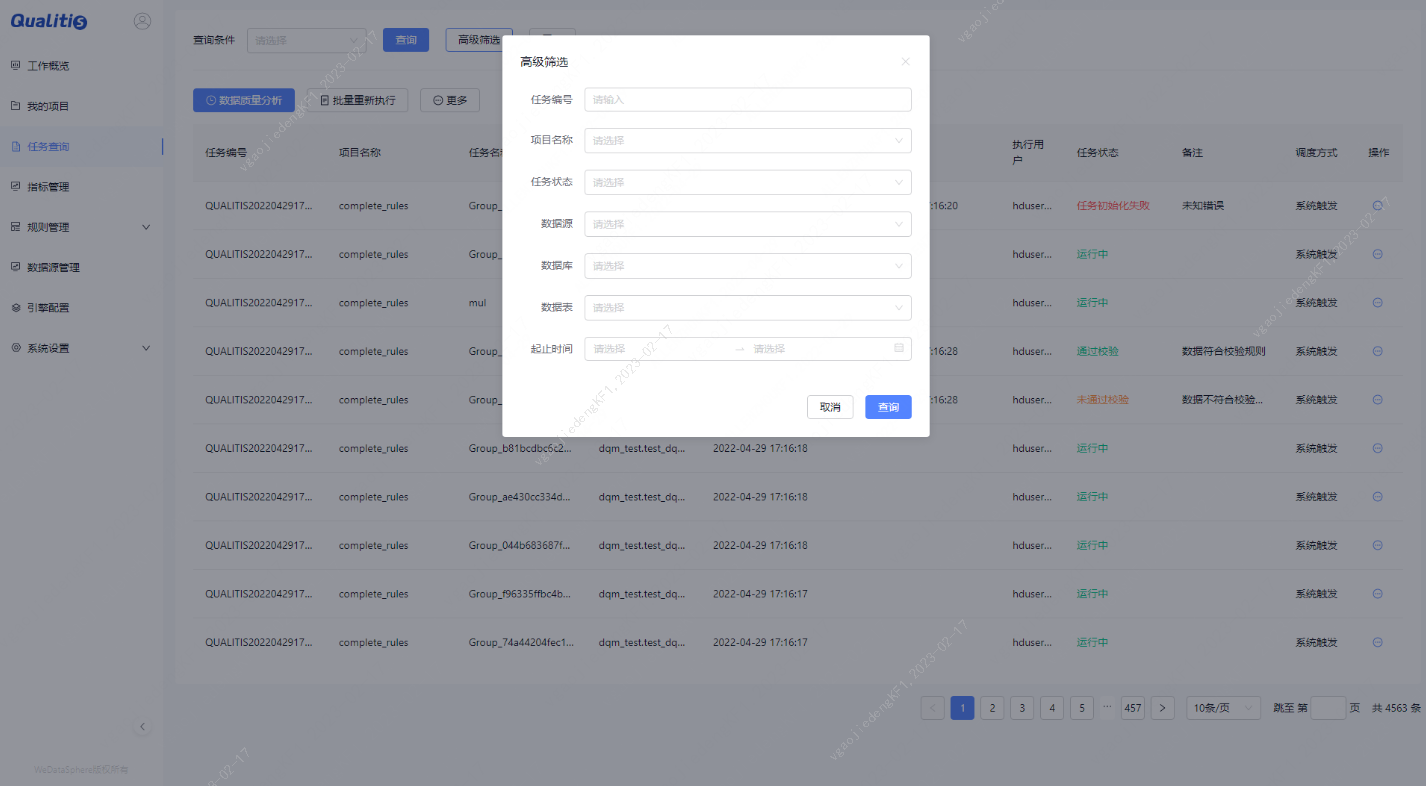 Qualitis
工作概览
我的项目
任务查询
指标管理
规则管理
数据源管理
引擎配置
系统设置
WeDataSphere版权所有
查询条件 请选择 查询 高级筛选
数据质量分析 批量重新执行 更多
高级筛选
任务编号 请输入
项目名称 请选择
任务状态 请选择
数据源 请选择
数据库 请选择
数据表 请选择
起止时间 请选择 → 请选择
取消 查询
任务编号 项目名称 执行用户 任务状态 备注 调度方式 操作
QUALITIS2022042917... complete_rules Group_ :16:20 hduser... 任务初始化失败 未知错误 系统触发
QUALITIS2022042917... complete_rules Group_ hduser... 运行中 系统触发
QUALITIS2022042917... complete_rules mul hduser... 运行中 系统触发
QUALITIS2022042917... complete_rules Group_ :16:28 hduser... 通过校验 数据符合校验规则 系统触发
QUALITIS2022042917... complete_rules Group_ :16:28 hduser... 未通过校验 数据不符合校验... 系统触发
QUALITIS2022042917... complete_rules Group_b81bcdbc6c2... dqm_test.test_dq... 2022-04-29 17:16:18 hduser... 运行中 系统触发
QUALITIS2022042917... complete_rules Group_ae430cc334d... dqm_test.test_dq... 2022-04-29 17:16:18 hduser... 运行中 系统触发
QUALITIS2022042917... complete_rules Group_044b683687f... dqm_test.test_dq... 2022-04-29 17:16:18 hduser... 运行中 系统触发
QUALITIS2022042917... complete_rules Group_f96335ffbc4b... dqm_test.test_dq... 2022-04-29 17:16:17 hduser... 运行中 系统触发
QUALITIS2022042917... complete_rules Group_74a44204fec1... dqm_test.test_dq... 2022-04-29 17:16:17 hduser... 运行中 系统触发
1 2 3 4 5 ... 457 10条/页 跳至 第 页 共 4563 条
vgaojiedengKF1,2023-02-17